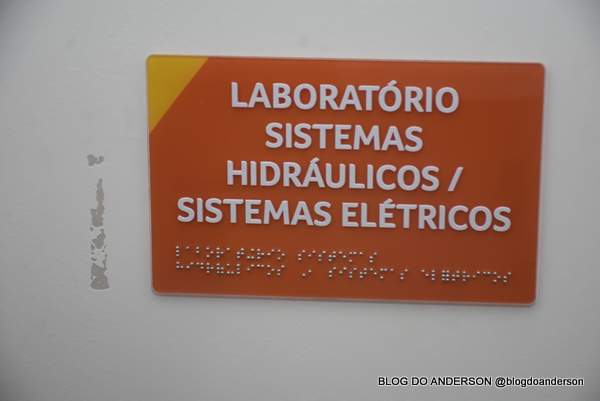 LABORATÓRIO
SISTEMAS
HIDRÁULICOS /
SISTEMAS ELÉTRICOS
BLOG DO ANDERSON @blogdoanderson